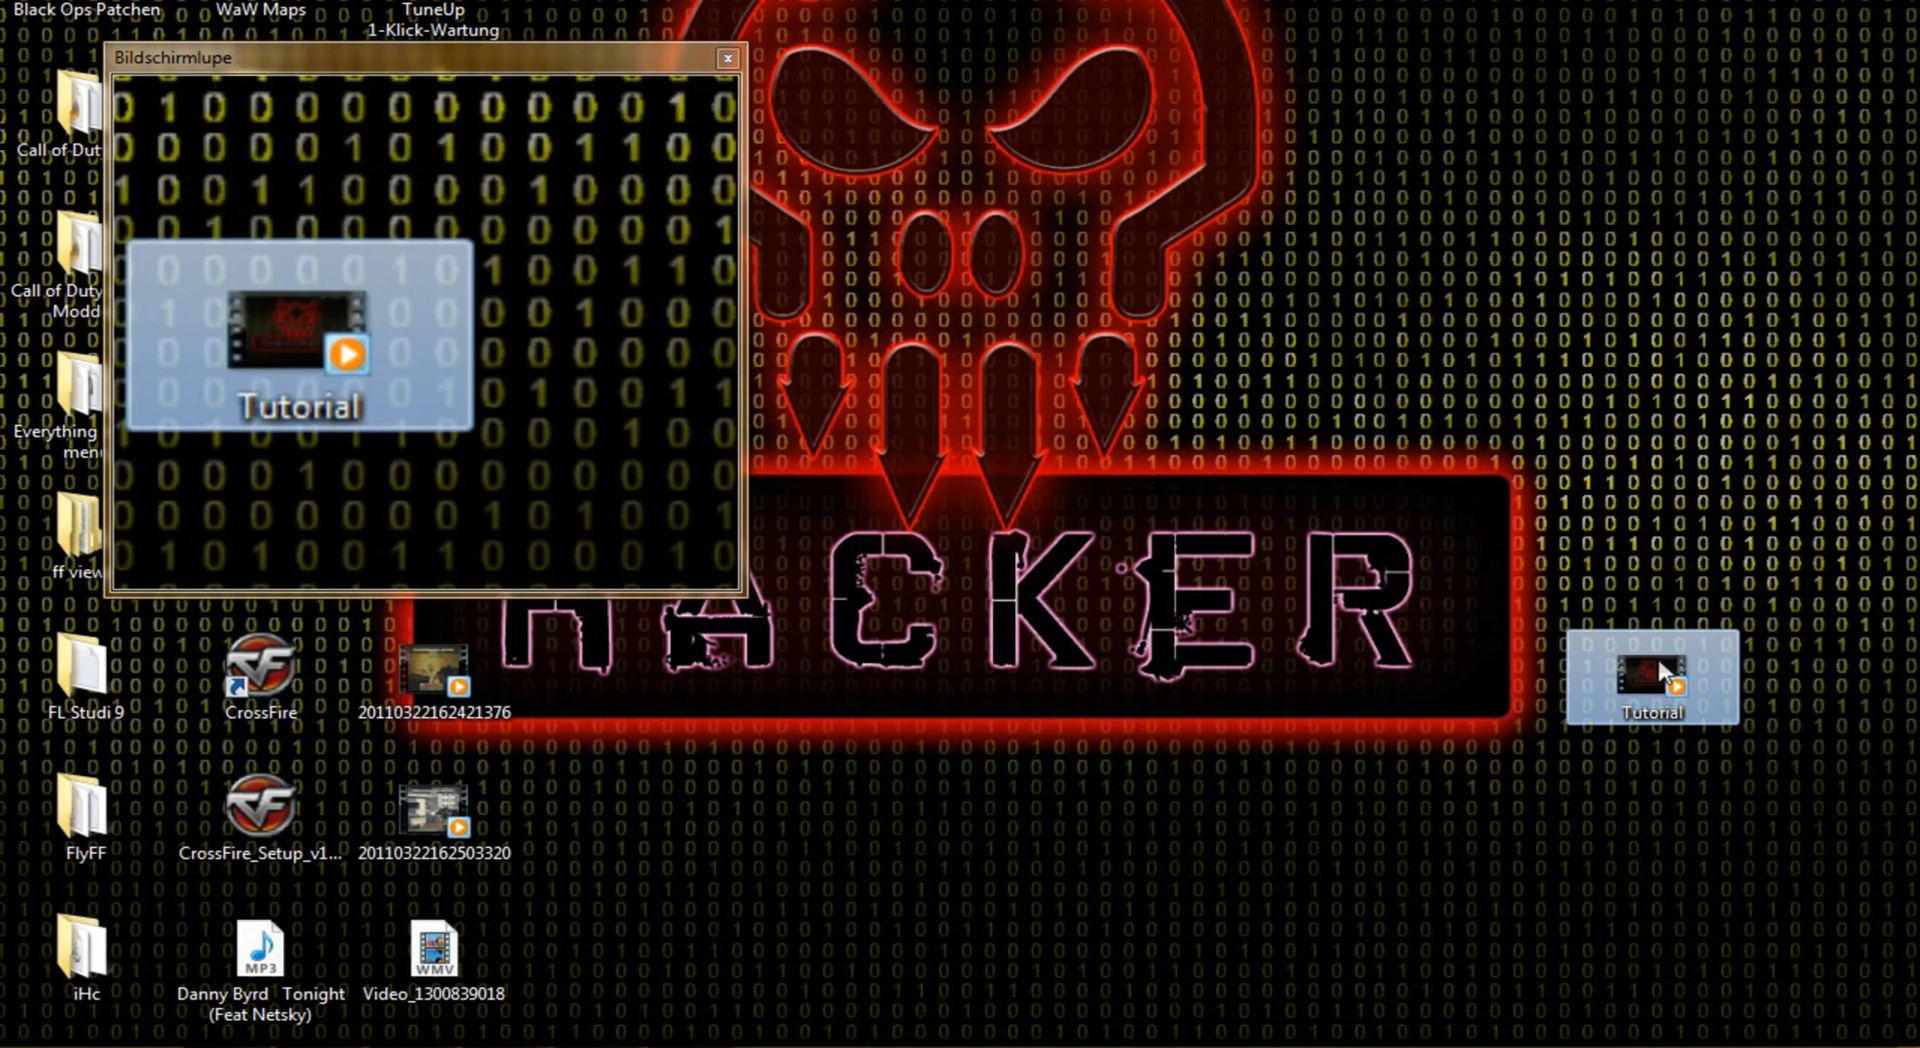 Black Ops Patchen
WaW Maps
TuneUp
1-Klick-Wartung
Bildschirmlupe
Tutorial
Call of Dut
Call of Duty
Modd
Everything
men
ff view
HACKER
FL Studi 9
CrossFire
20110322162421376
Tutorial
FlyFF
CrossFire_Setup_v1...
20110322162503320
iHc
MP3
Danny Byrd Tonight
(Feat Netsky)
WMV
Video_1300839018